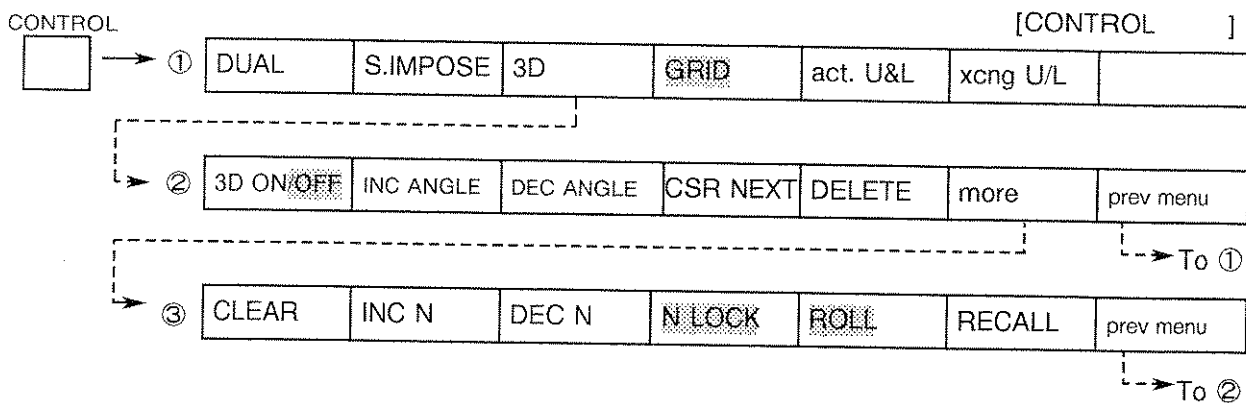 CONTROL
[CONTROL ]
① DUAL S.IMPOSE 3D GRID act. U&L xcng U/L
② 3D ON/OFF INC ANGLE DEC ANGLE CSR NEXT DELETE more prev menu
To ①
③ CLEAR INC N DEC N N LOCK ROLL RECALL prev menu
To ②